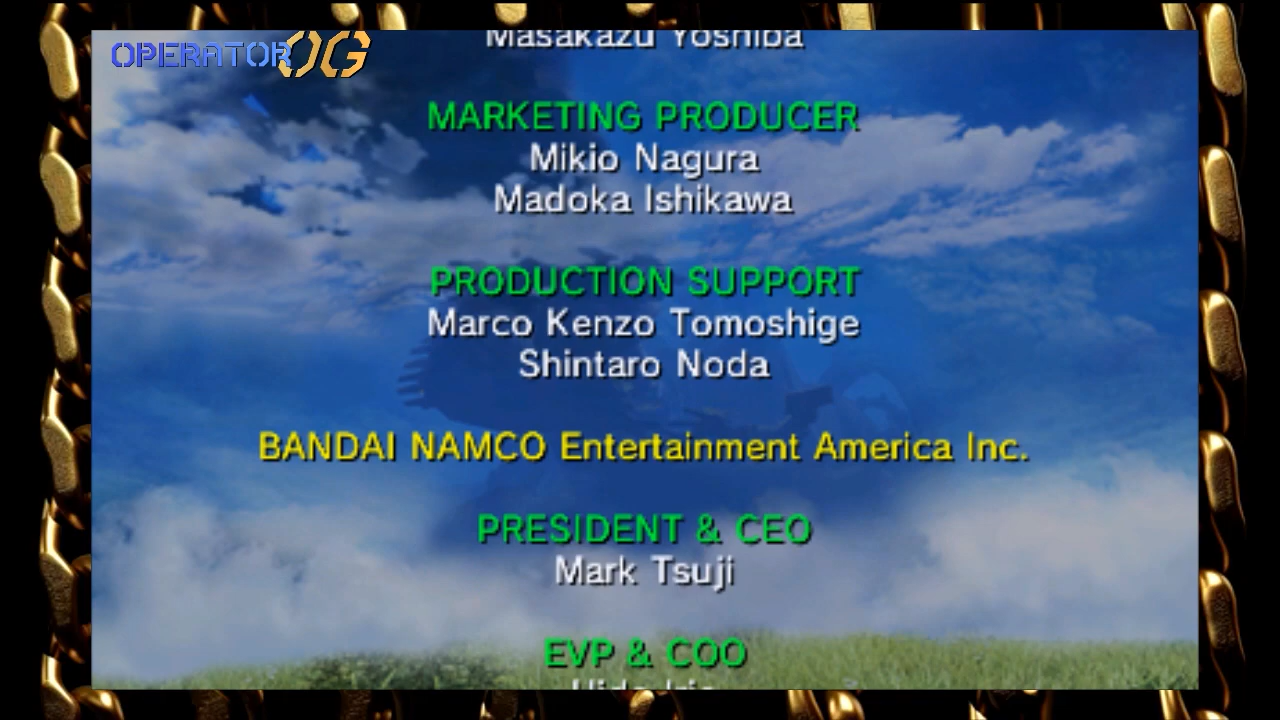 OPERATOR OG
Masakazu Yoshiba
MARKETING PRODUCER
Mikio Nagura
Madoka Ishikawa
PRODUCTION SUPPORT
Marco Kenzo Tomoshige
Shintaro Noda
BANDAI NAMCO Entertainment America Inc.
PRESIDENT & CEO
Mark Tsuji
EVP & COO